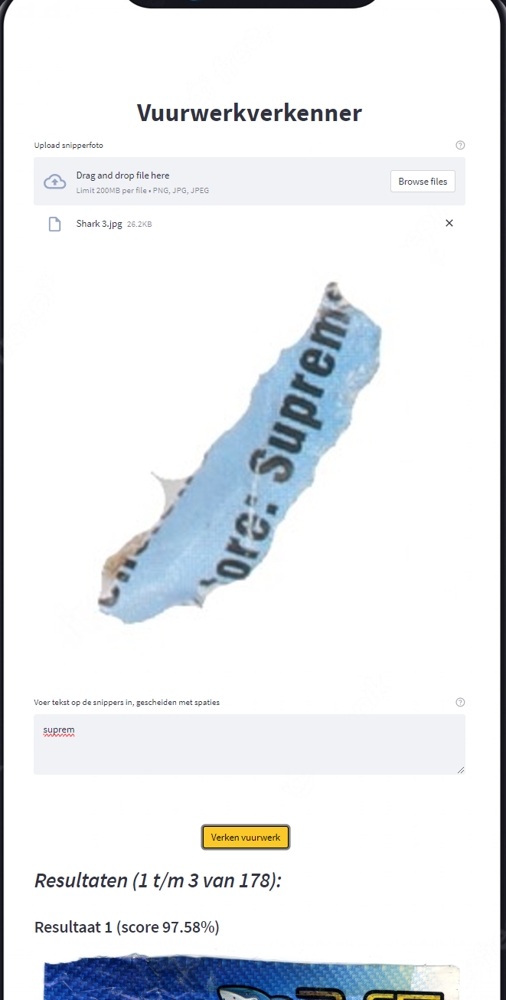 Vuurwerkverkenner
Upload snipperfoto
Drag and drop file here
Limit 200MB per file • PNG, JPG, JPEG
Browse files
Shark 3.jpg 26.2KB
ore: Suprem
Voer tekst op de snippers in, gescheiden met spaties
suprem
Verken vuurwerk
Resultaten (1 t/m 3 van 178):
Resultaat 1 (score 97.58%)